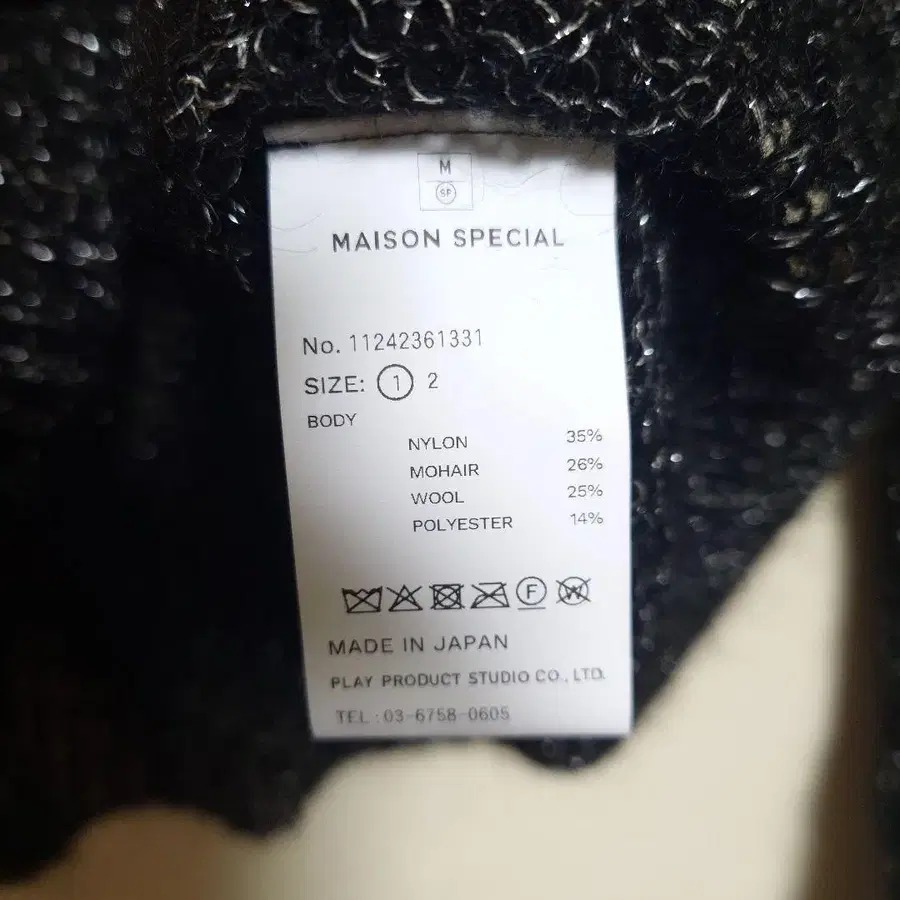 M
SP
MAISON SPECIAL
No. 11242361331
SIZE: 1 2
BODY
NYLON 35%
MOHAIR 26%
WOOL 25%
POLYESTER 14%
F W
MADE IN JAPAN
PLAY PRODUCT STUDIO CO., LTD.
TEL : 03-6758-0605